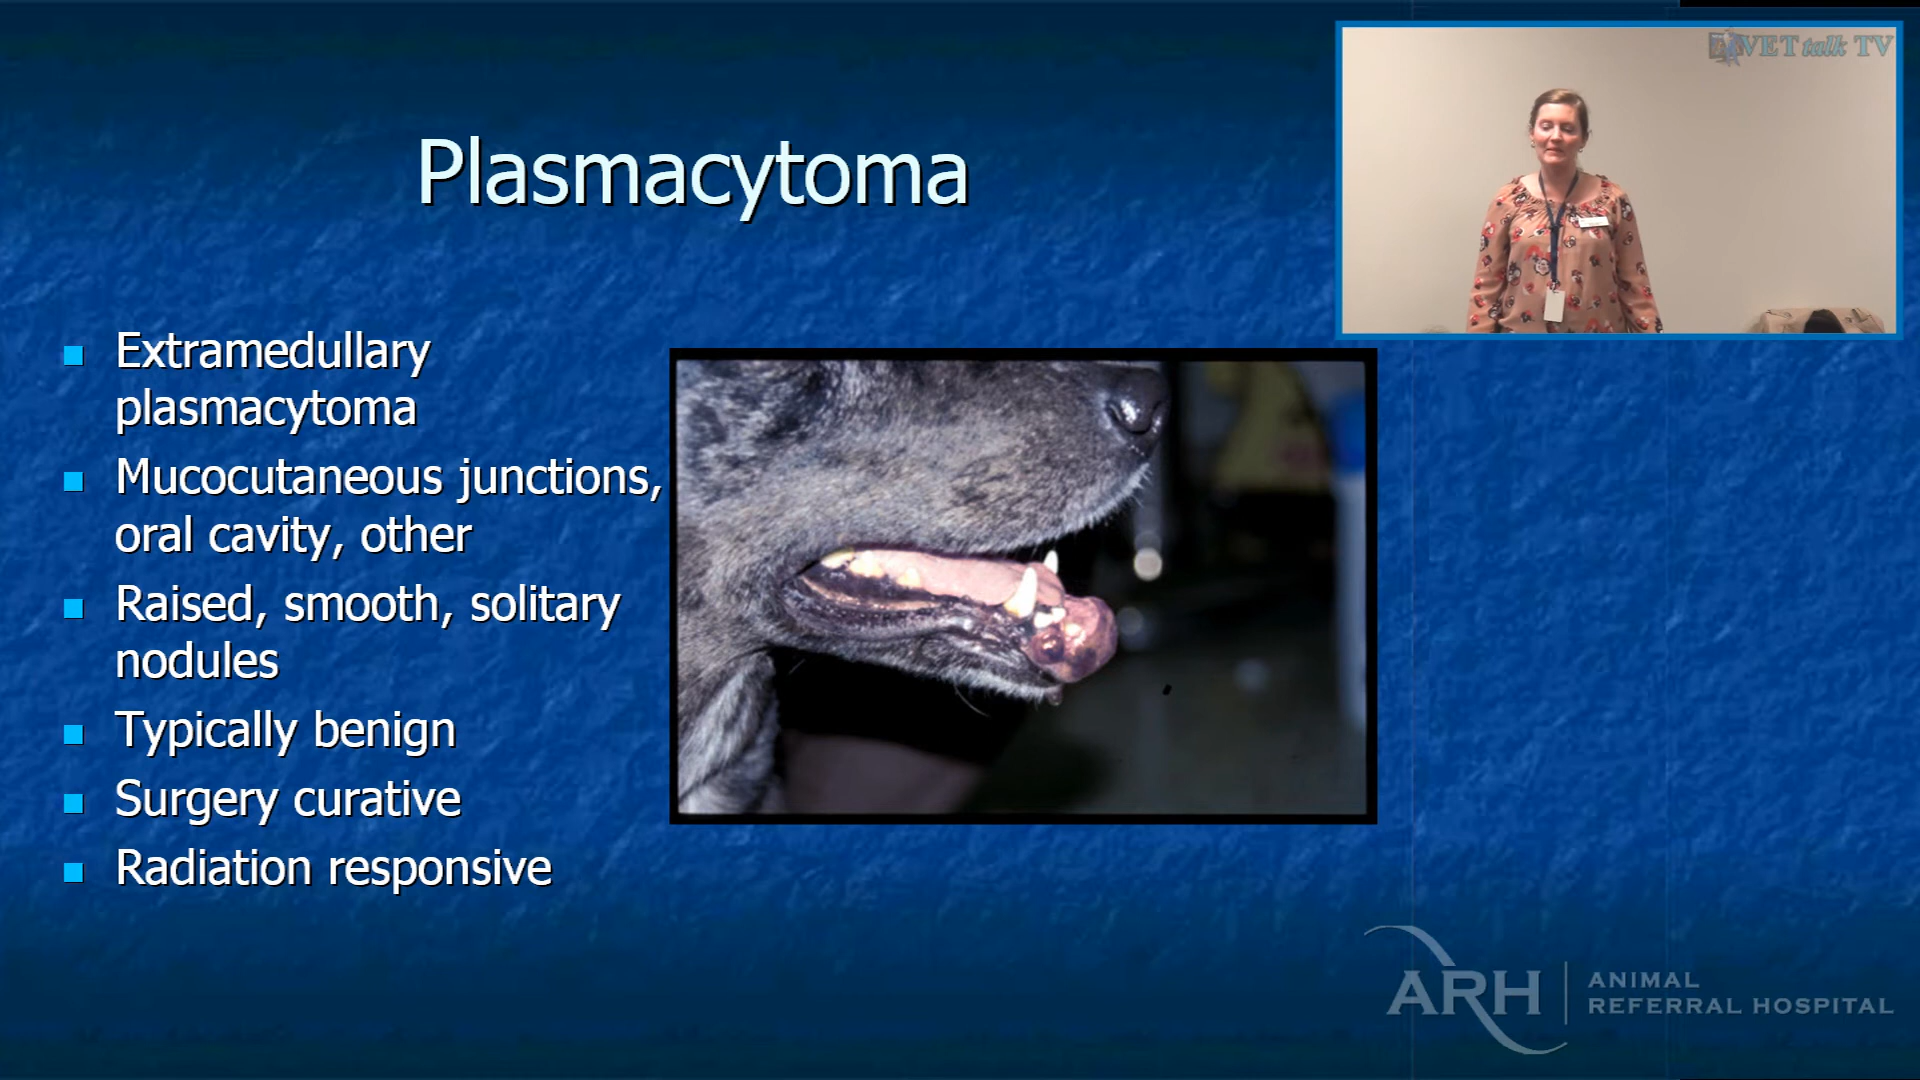 VET talk TV
Plasmacytoma
Extramedullary
plasmacytoma
Mucocutaneous junctions,
oral cavity, other
Raised, smooth, solitary
nodules
Typically benign
Surgery curative
Radiation responsive
ARH
ANIMAL
REFERRAL HOSPITAL